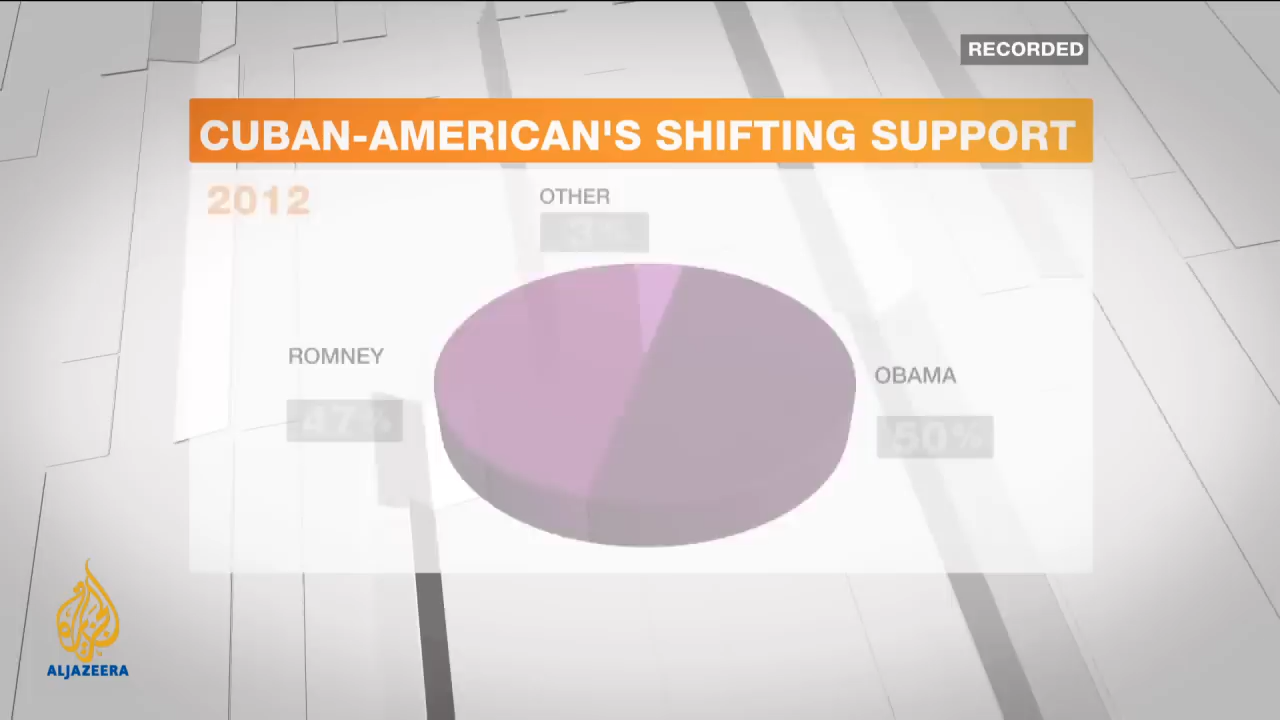 RECORDED
CUBAN-AMERICAN'S SHIFTING SUPPORT
2012
OTHER
3%
ROMNEY
47%
OBAMA
50%
ALJAZEERA